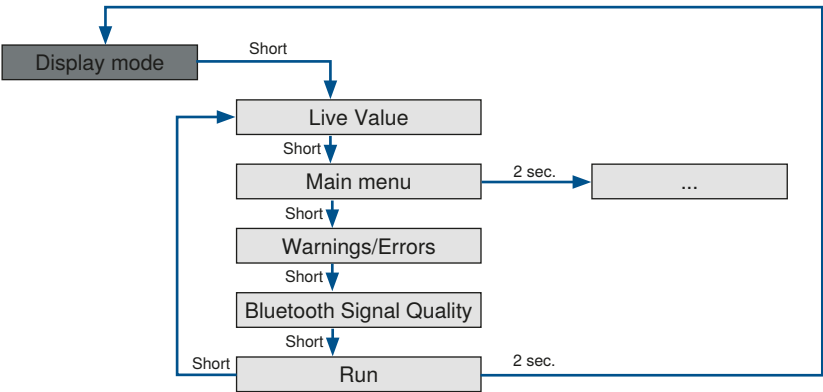 Display mode
Short
Live Value
Short
Main menu
2 sec.
...
Short
Warnings/Errors
Short
Bluetooth Signal Quality
Short
Short
Run
2 sec.